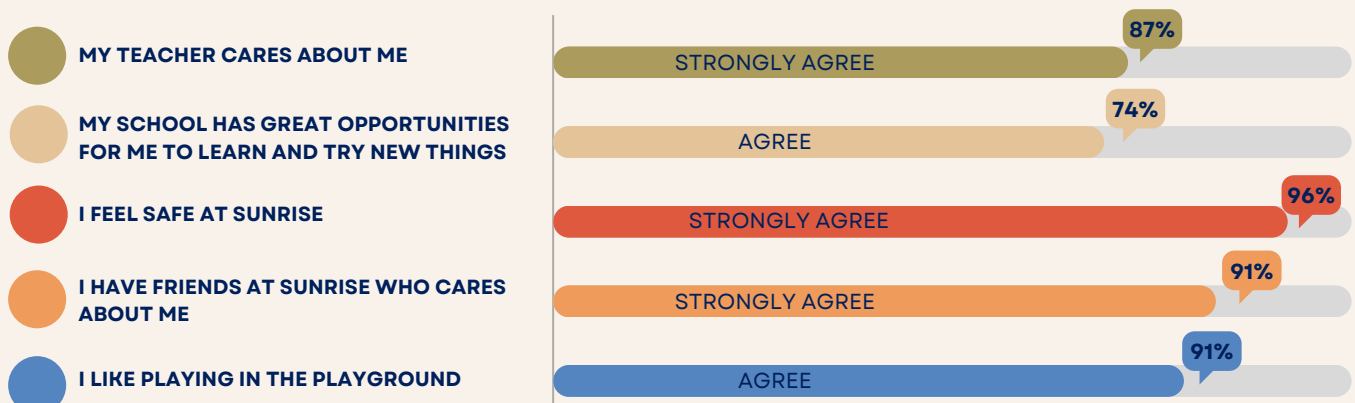 MY TEACHER CARES ABOUT ME
STRONGLY AGREE
87%
MY SCHOOL HAS GREAT OPPORTUNITIES
FOR ME TO LEARN AND TRY NEW THINGS
AGREE
74%
I FEEL SAFE AT SUNRISE
STRONGLY AGREE
96%
I HAVE FRIENDS AT SUNRISE WHO CARES
ABOUT ME
STRONGLY AGREE
91%
I LIKE PLAYING IN THE PLAYGROUND
AGREE
91%